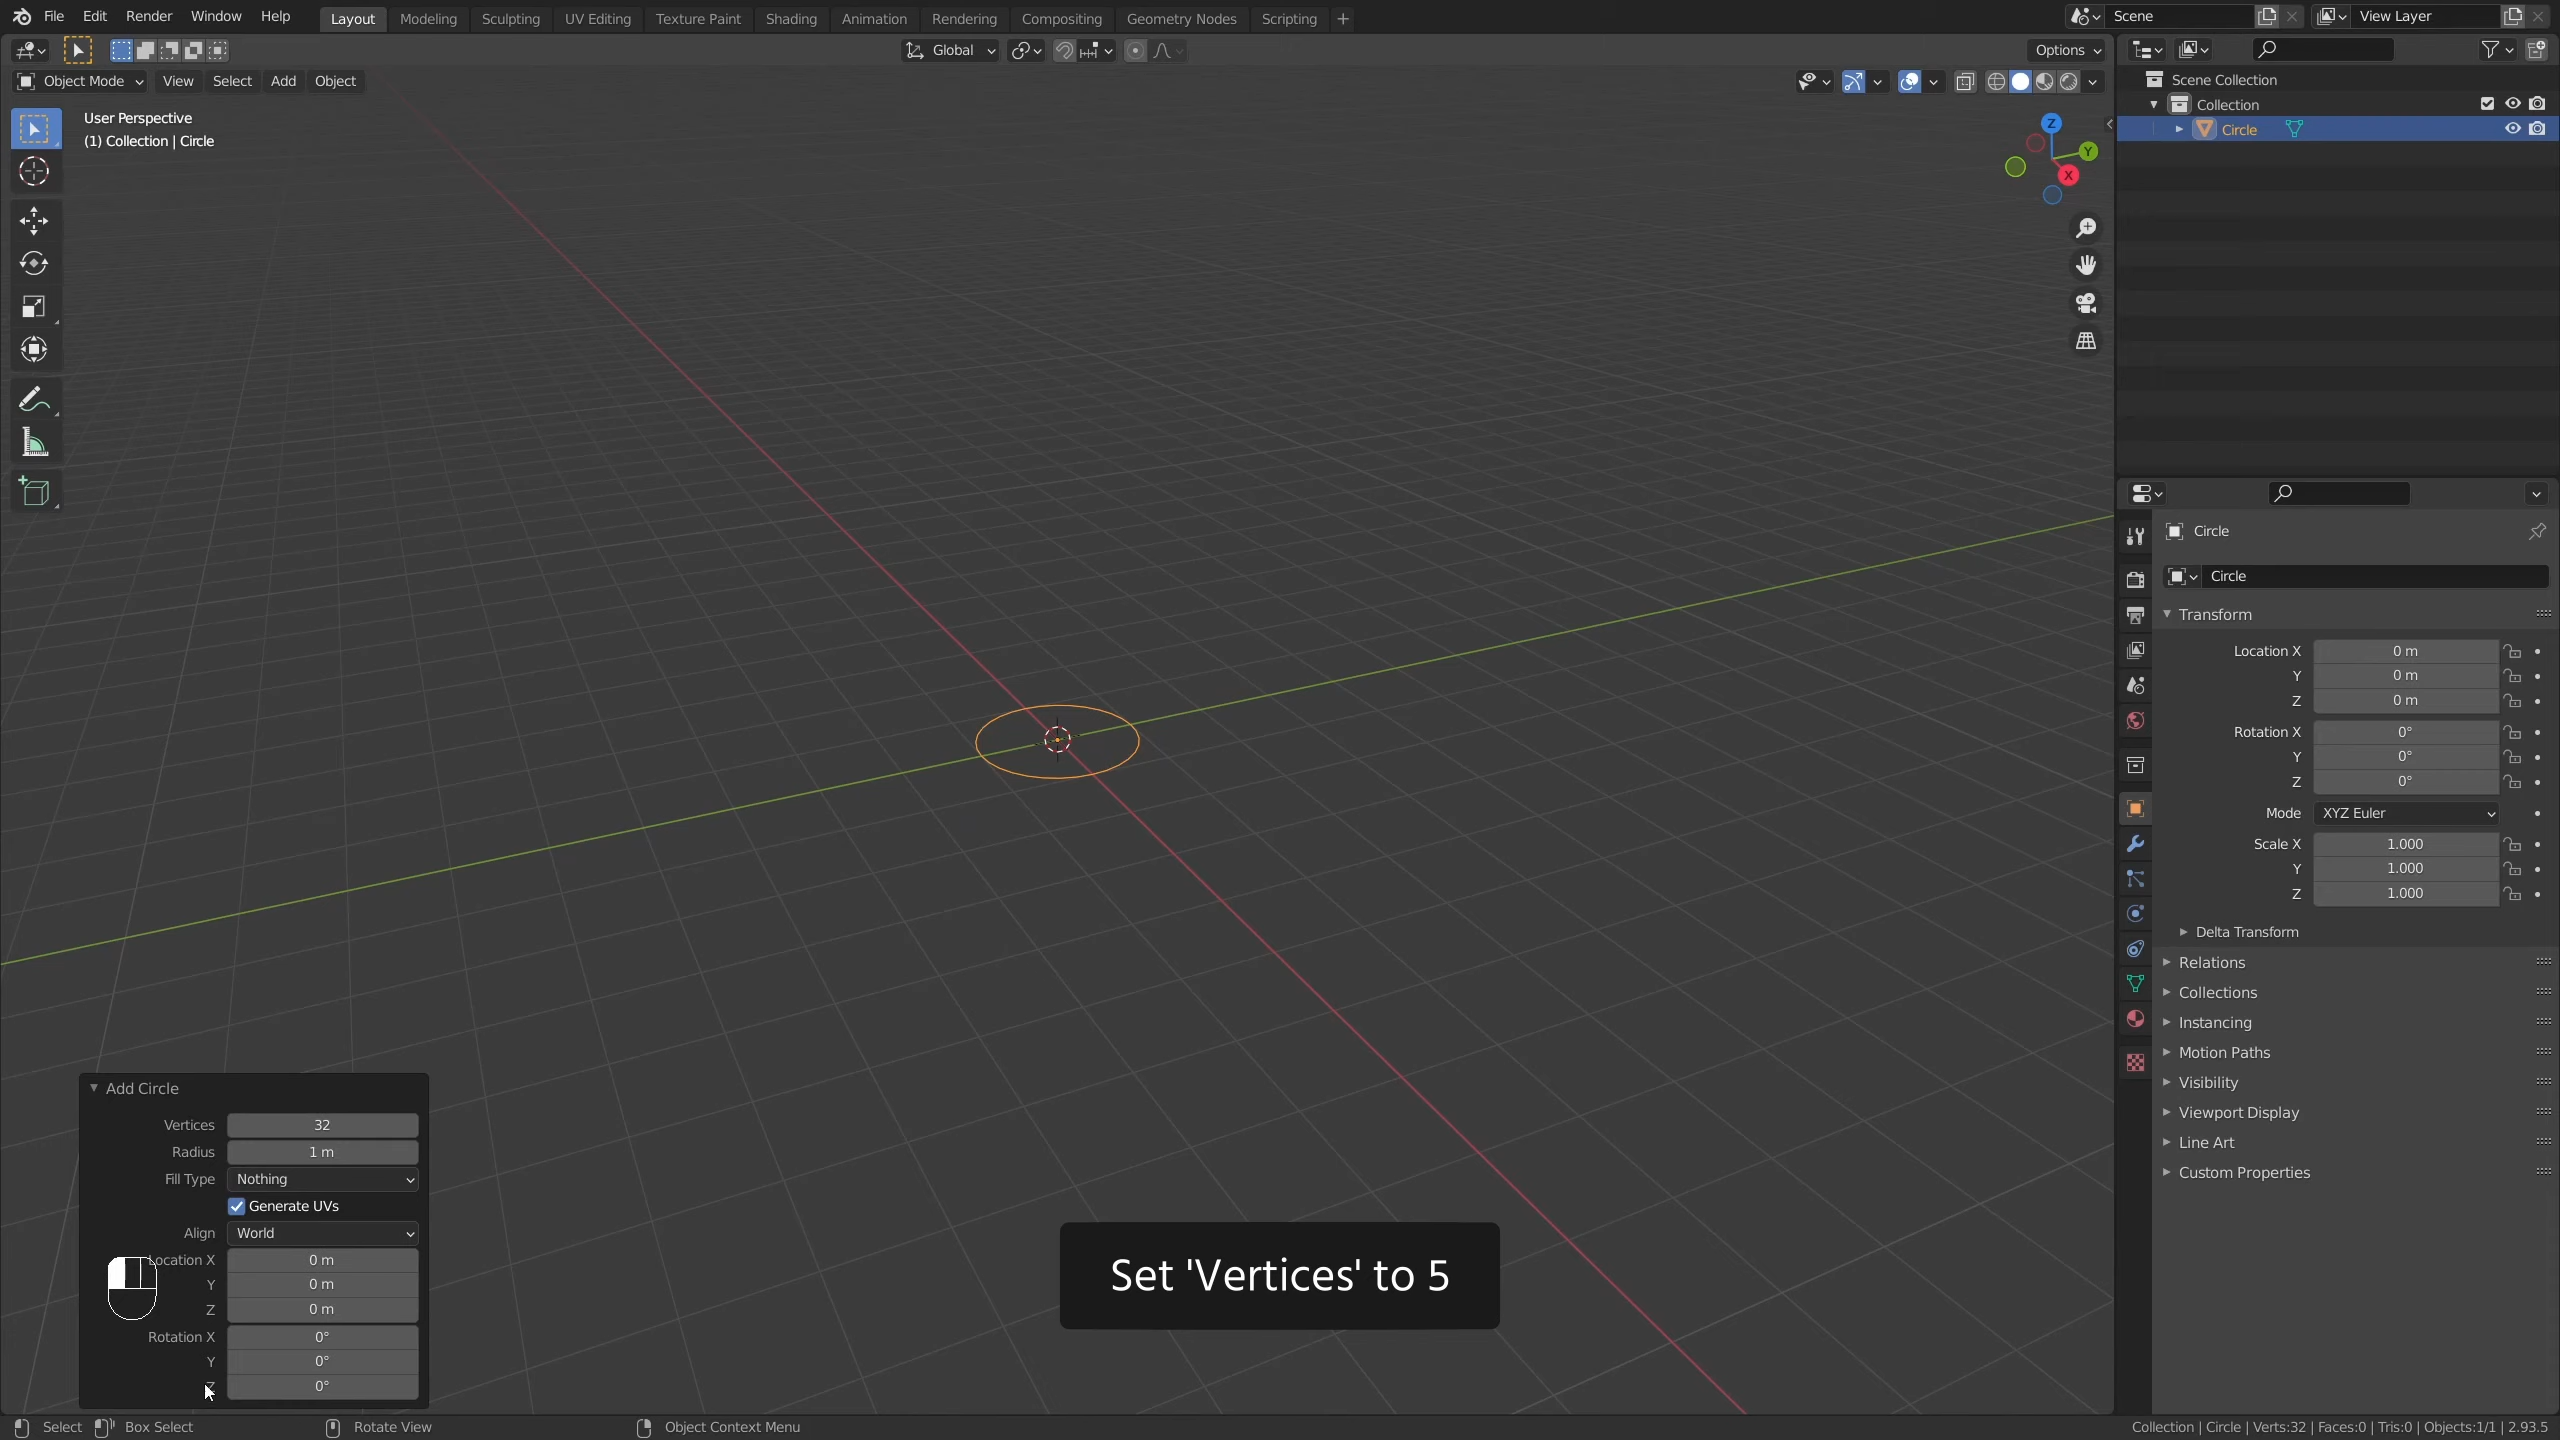 File Edit Render Window Help
Layout Modeling Sculpting UV Editing Texture Paint Shading Animation Rendering Compositing Geometry Nodes Scripting +
Scene
View Layer
Global
Options
Object Mode View Select Add Object
User Perspective
(1) Collection | Circle
Z
Y
X
Scene Collection
Collection
Circle
Circle
Circle
Transform
Location X 0 m
Y 0 m
Z 0 m
Rotation X 0°
Y 0°
Z 0°
Mode XYZ Euler
Scale X 1.000
Y 1.000
Z 1.000
Delta Transform
Relations
Collections
Instancing
Motion Paths
Visibility
Viewport Display
Line Art
Custom Properties
Add Circle
Vertices 32
Radius 1 m
Fill Type Nothing
Generate UVs
Align World
Location X 0 m
Y 0 m
Z 0 m
Rotation X 0°
Y 0°
Z 0°
Set 'Vertices' to 5
Select Box Select Rotate View Object Context Menu
Collection | Circle | Verts:32 | Faces:0 | Tris:0 | Objects:1/1 | 2.93.5